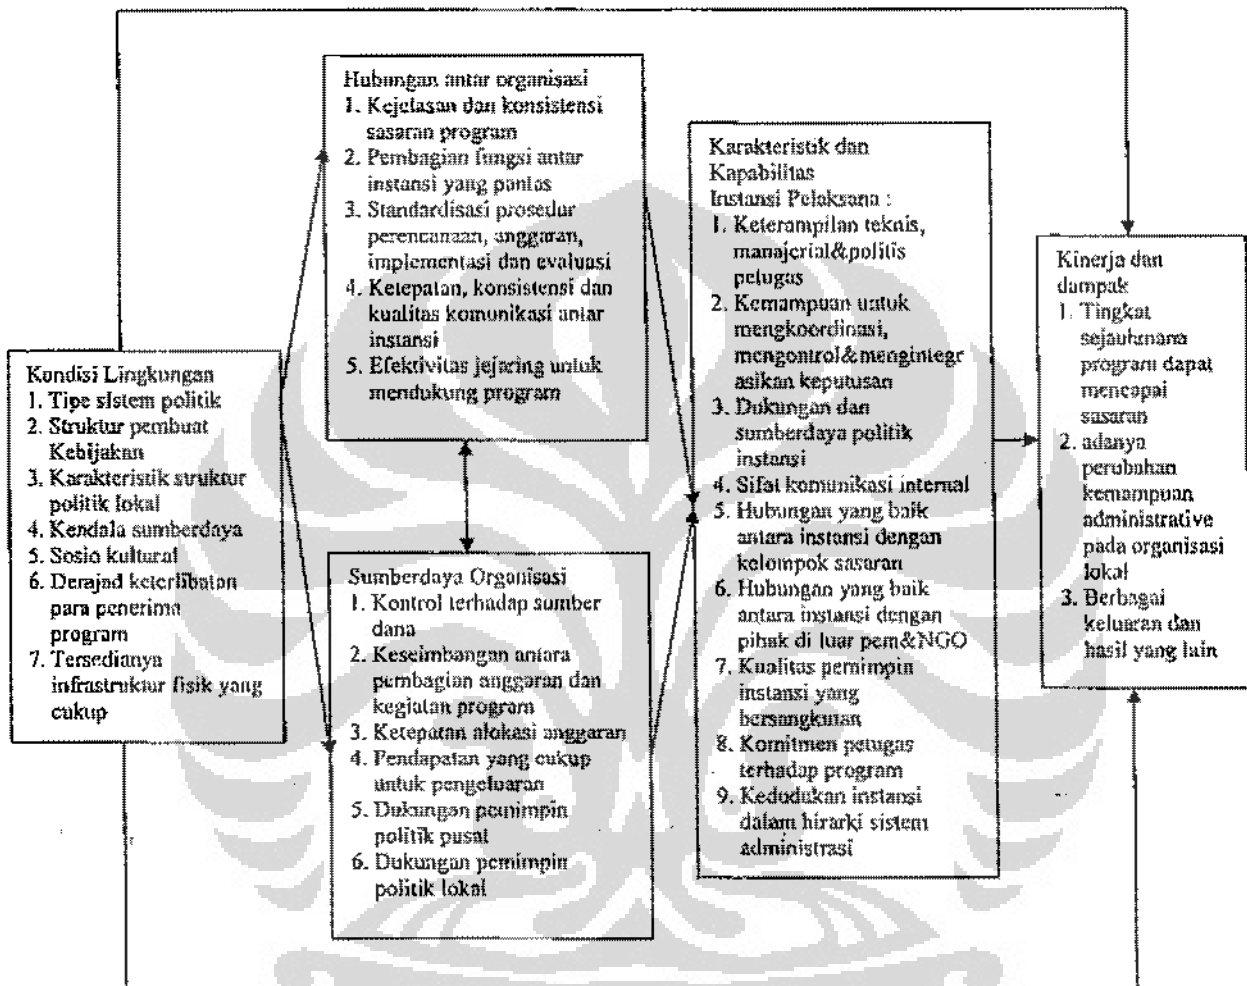 Hubungan antar organisasi
1. Kejelasan dan konsistensi
sasaran program
2. Pembagian fungsi antar
instansi yang pantas
3. Standardisasi prosedur
perencanaan, anggaran,
implementasi dan evaluasi
4. Ketepatan, konsistensi dan
kualitas komunikasi antar
instansi
5. Efektivitas jejaring untuk
mendukung program
Kondisi Lingkungan
1. Tipe sistem politik
2. Struktur pembuat
Kebijakan
3. Karakteristik struktur
politik lokal
4. Kendala sumberdaya
5. Sosio kultural
6. Derajad keterlibatan
para penerima
program
7. Tersedianya
infrastruktur fisik yang
cukup
Sumberdaya Organisasi
1. Kontrol terhadap sumber
dana
2. Keseimbangan antara
pembagian anggaran dan
kegiatan program
3. Ketepatan alokasi anggaran
4. Pendapatan yang cukup
untuk pengeluaran
5. Dukungan pemimpin
politik pusat
6. Dukungan pemimpin
politik lokal
Karakteristik dan
Kapabilitas
Instansi Pelaksana :
1. Keterampilan teknis,
manajerial&politis
petugas
2. Kemampuan untuk
mengkoordinasi,
mengontrol&mengintegr
asikan keputusan
3. Dukungan dan
sumberdaya politik
instansi
4. Sifat komunikasi internal
5. Hubungan yang baik
antara instansi dengan
kelompok sasaran
6. Hubungan yang baik
antara instansi dengan
pihak di luar pem&NGO
7. Kualitas pemimpin
instansi yang
bersangkutan
8. Komitmen petugas
terhadap program
9. Kedudukan instansi
dalam hirarki sistem
administrasi
Kinerja dan
dampak
1. Tingkat
sejauhmana
program dapat
mencapai
sasaran
2. adanya
perubahan
kemampuan
administrative
pada organisasi
lokal
3. Berbagai
keluaran dan
hasil yang lain